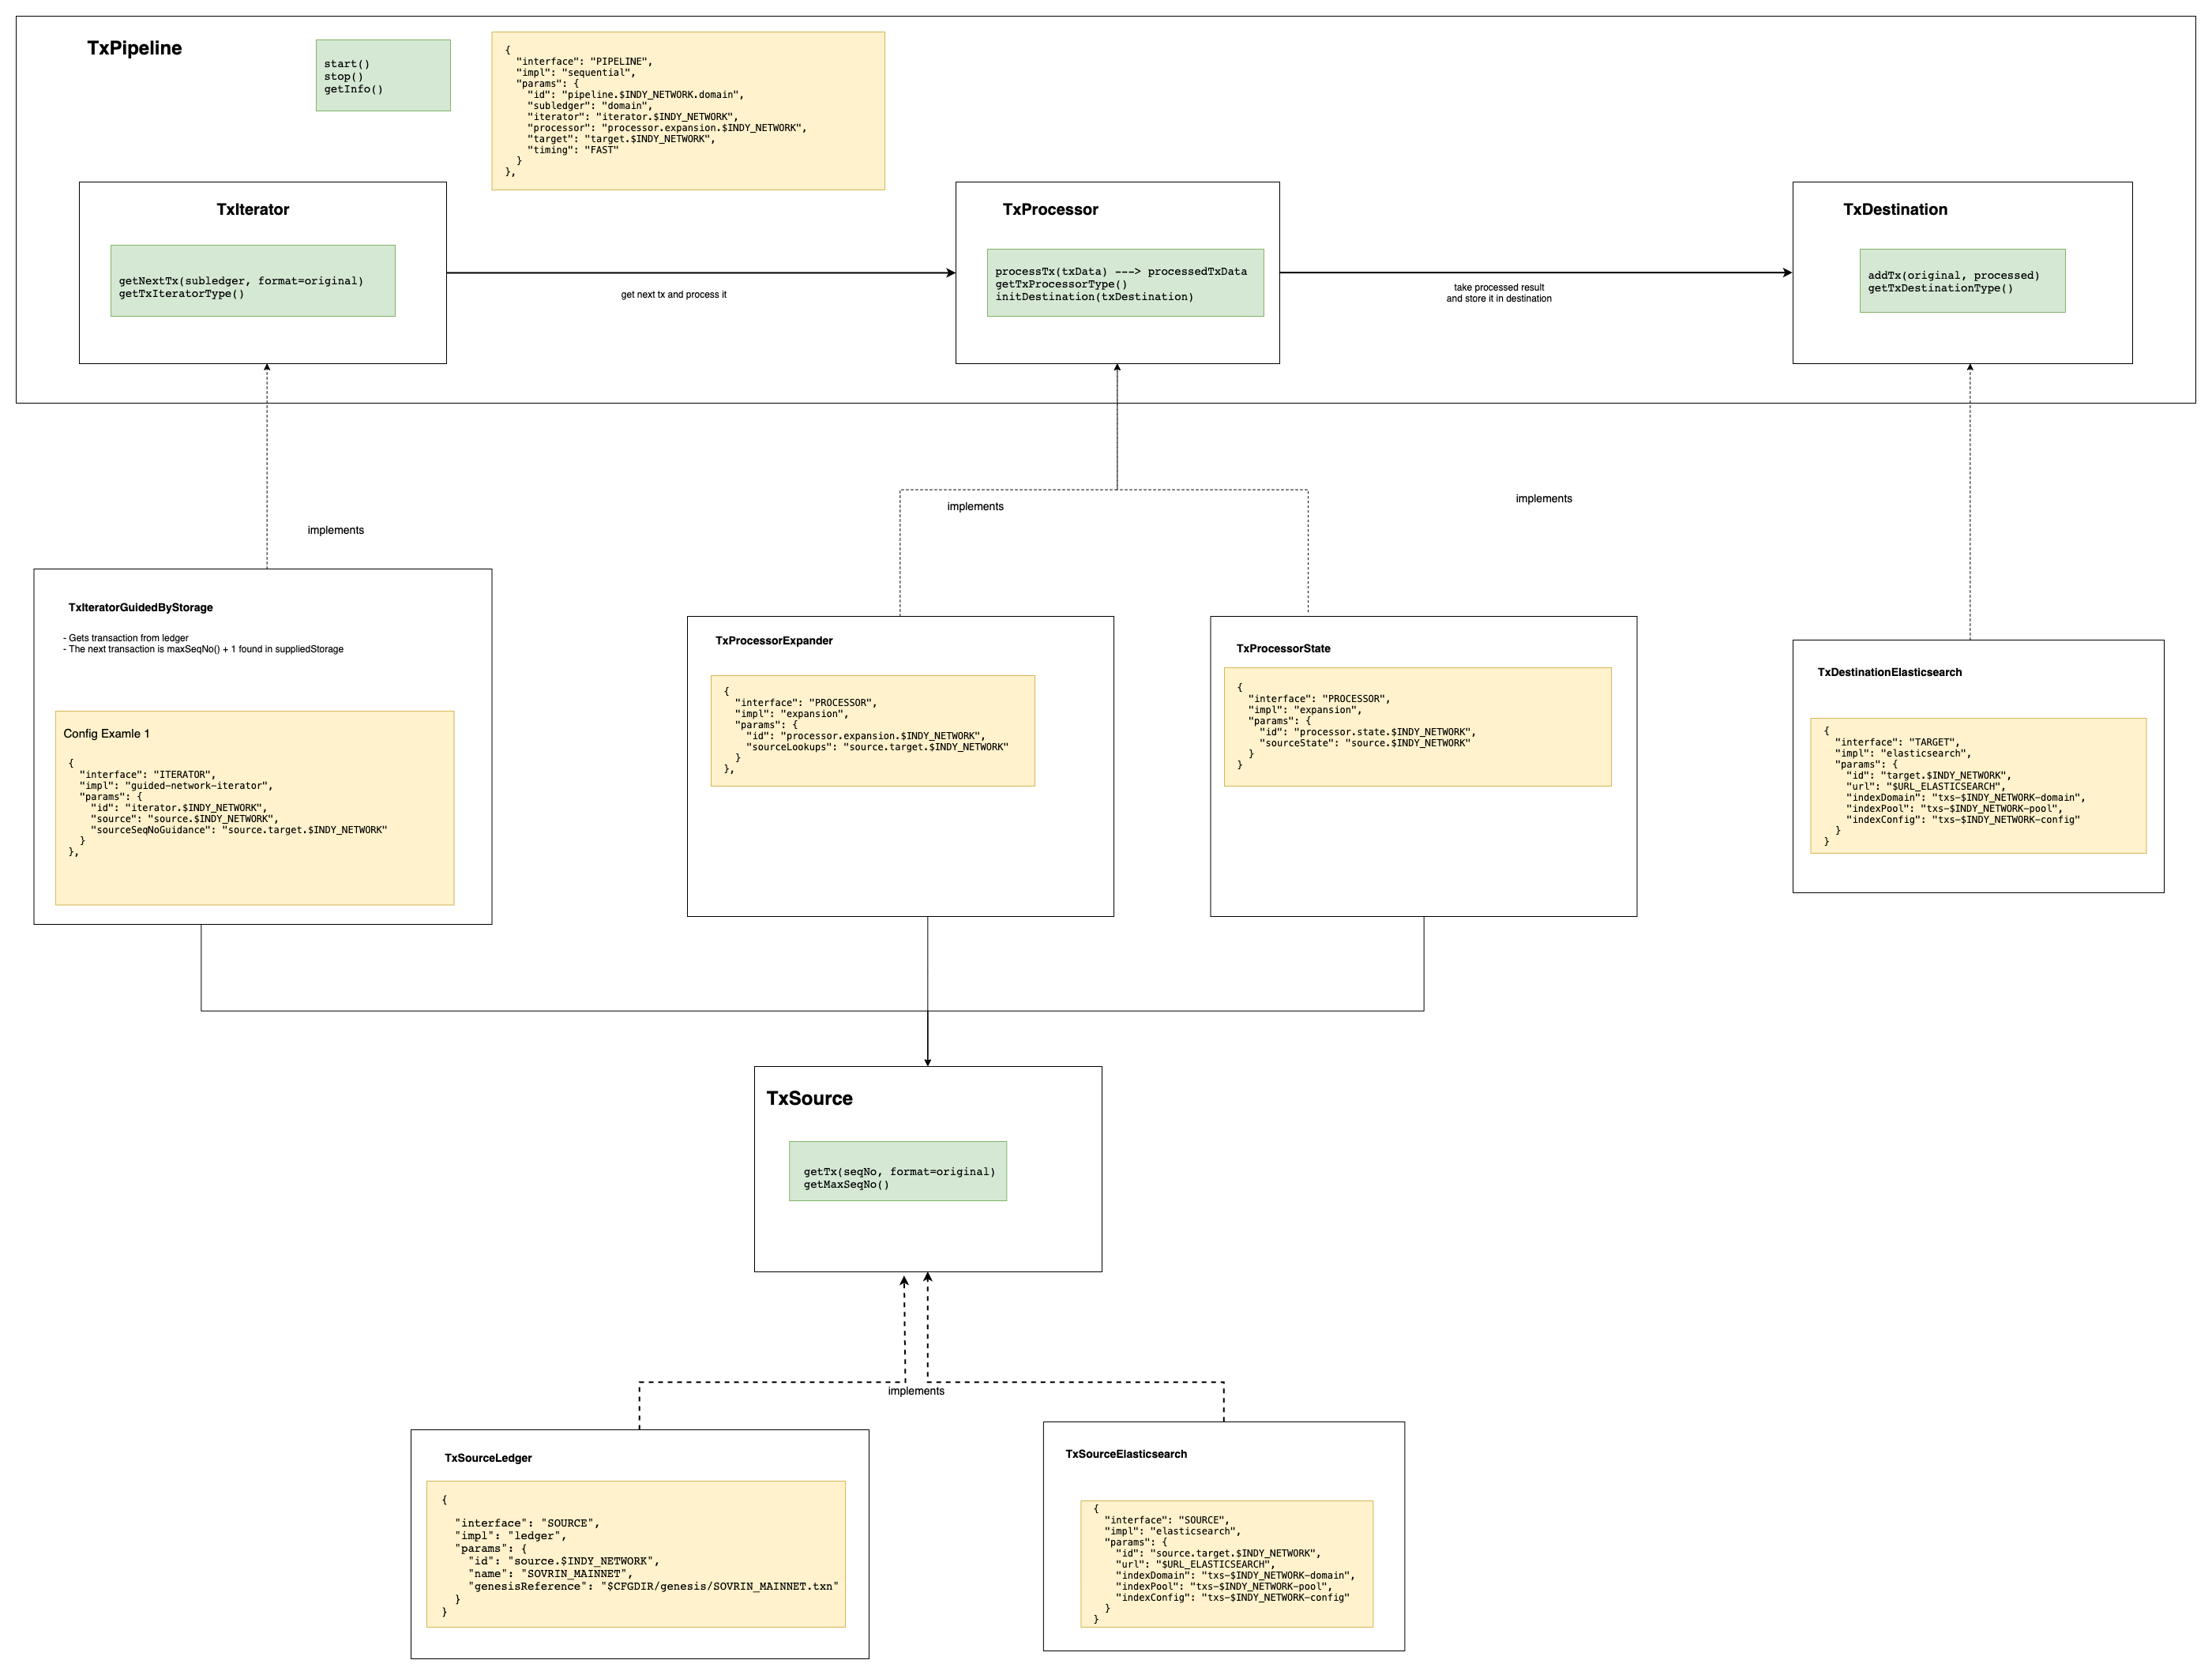 TxPipeline
start()
stop()
getInfo()
{
  "interface": "PIPELINE",
  "impl": "sequential",
  "params": {
    "id": "pipeline.$INDY_NETWORK.domain",
    "subledger": "domain",
    "iterator": "iterator.$INDY_NETWORK",
    "processor": "processor.expansion.$INDY_NETWORK",
    "target": "target.$INDY_NETWORK",
    "timing": "FAST"
  }
},
TxIterator
getNextTx(subledger, format=original)
getTxIteratorType()
get next tx and process it
TxProcessor
processTx(txData) ---> processedTxData
getTxProcessorType()
initDestination(txDestination)
take processed result
and store it in destination
TxDestination
addTx(original, processed)
getTxDestinationType()
implements
implements
implements
TxIteratorGuidedByStorage
- Gets transaction from ledger
- The next transaction is maxSeqNo() + 1 found in suppliedStorage
Config Examle 1
{
  "interface": "ITERATOR",
  "impl": "guided-network-iterator",
  "params": {
    "id": "iterator.$INDY_NETWORK",
    "source": "source.$INDY_NETWORK",
    "sourceSeqNoGuidance": "source.target.$INDY_NETWORK"
  }
},
TxProcessorExpander
{
  "interface": "PROCESSOR",
  "impl": "expansion",
  "params": {
    "id": "processor.expansion.$INDY_NETWORK",
    "sourceLookups": "source.target.$INDY_NETWORK"
  }
},
TxProcessorState
{
  "interface": "PROCESSOR",
  "impl": "expansion",
  "params": {
    "id": "processor.state.$INDY_NETWORK",
    "sourceState": "source.$INDY_NETWORK"
  }
}
TxDestinationElasticsearch
{
  "interface": "TARGET",
  "impl": "elasticsearch",
  "params": {
    "id": "target.$INDY_NETWORK",
    "url": "$URL_ELASTICSEARCH",
    "indexDomain": "txs-$INDY_NETWORK-domain",
    "indexPool": "txs-$INDY_NETWORK-pool",
    "indexConfig": "txs-$INDY_NETWORK-config"
  }
}
TxSource
getTx(seqNo, format=original)
getMaxSeqNo()
implements
TxSourceLedger
{
  "interface": "SOURCE",
  "impl": "ledger",
  "params": {
    "id": "source.$INDY_NETWORK",
    "name": "SOVRIN_MAINNET",
    "genesisReference": "$CFGDIR/genesis/SOVRIN_MAINNET.txn"
  }
}
TxSourceElasticsearch
{
  "interface": "SOURCE",
  "impl": "elasticsearch",
  "params": {
    "id": "source.target.$INDY_NETWORK",
    "url": "$URL_ELASTICSEARCH",
    "indexDomain": "txs-$INDY_NETWORK-domain",
    "indexPool": "txs-$INDY_NETWORK-pool",
    "indexConfig": "txs-$INDY_NETWORK-config"
  }
}